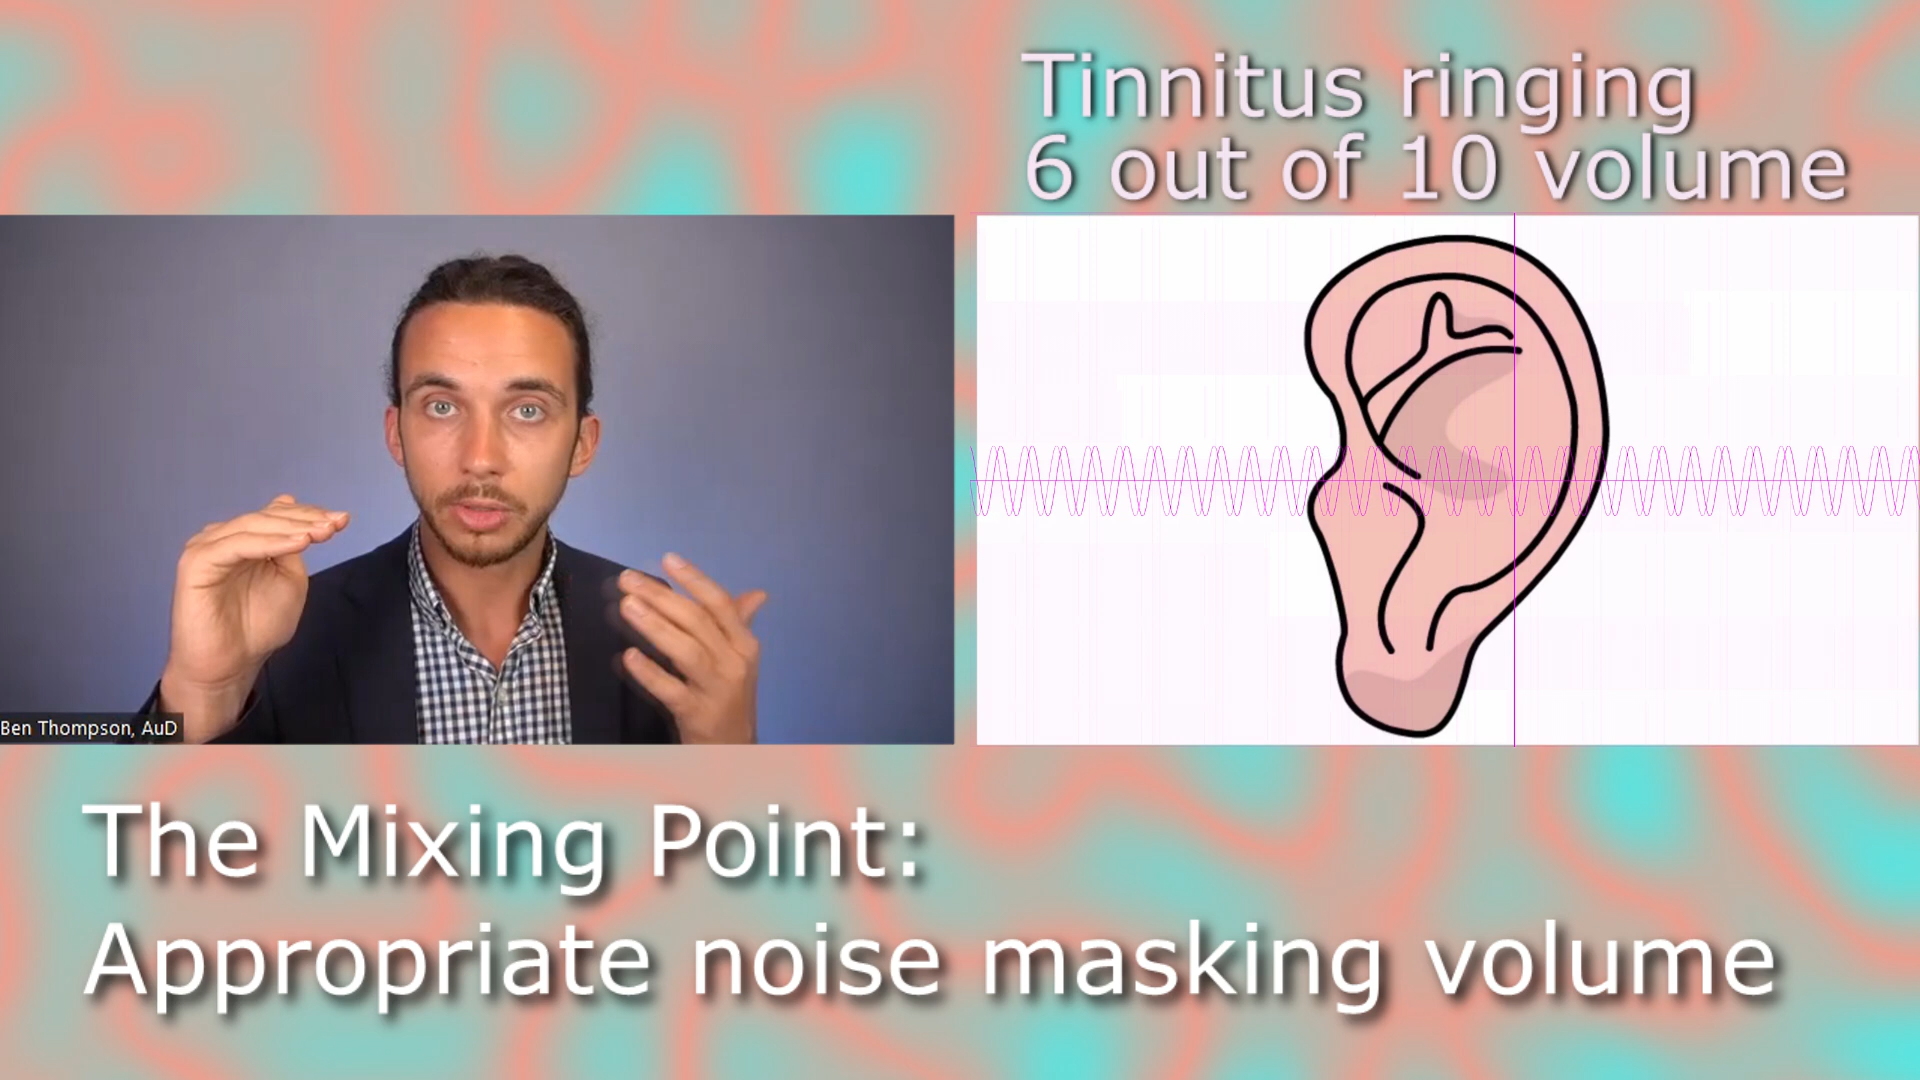 Tinnitus ringing
6 out of 10 volume
Ben Thompson, AuD
The Mixing Point:
Appropriate noise masking volume